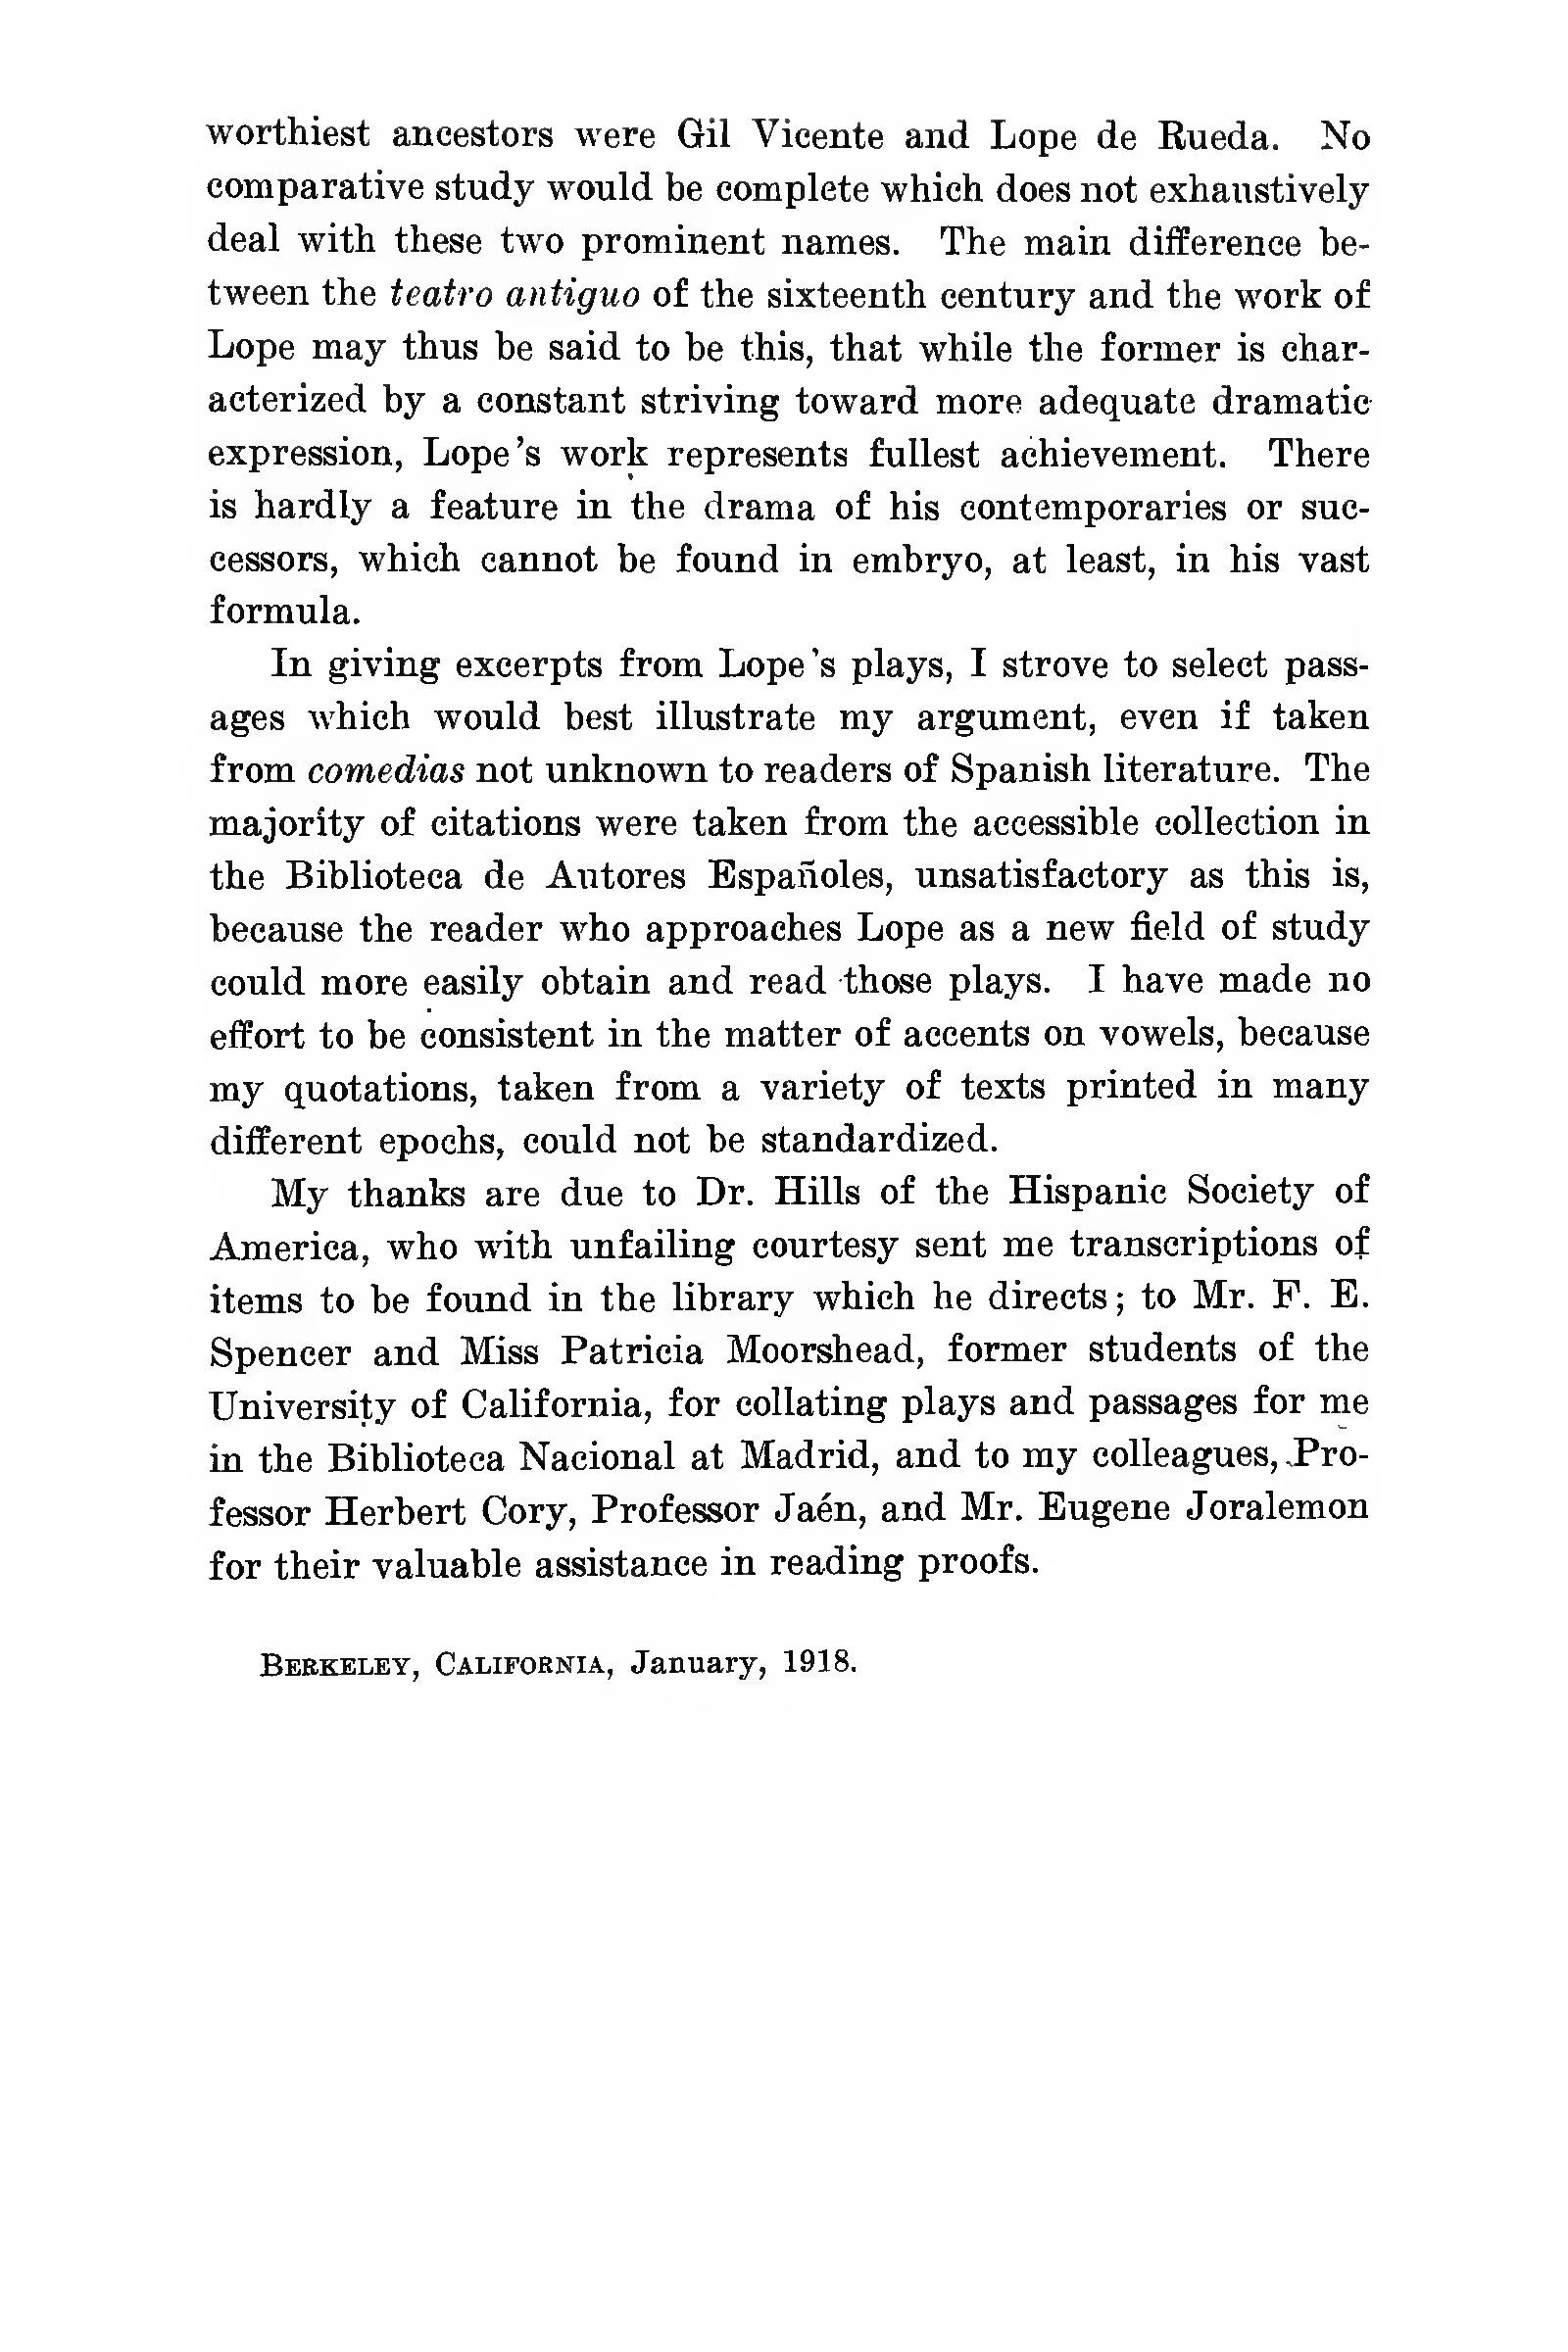 worthiest ancestors were Gil Vicente and Lope de Rueda. No
comparative study would be complete which does not exhaustively
deal with these two prominent names. The main difference be-
tween the teatro antiguo of the sixteenth century and the work of
Lope may thus be said to be this, that while the former is char-
acterized by a constant striving toward more adequate dramatic
expression, Lope's work represents fullest achievement. There
is hardly a feature in the drama of his contemporaries or suc-
cessors, which cannot be found in embryo, at least, in his vast
formula.
In giving excerpts from Lope's plays, I strove to select pass-
ages which would best illustrate my argument, even if taken
from comedias not unknown to readers of Spanish literature. The
majority of citations were taken from the accessible collection in
the Biblioteca de Autores Españoles, unsatisfactory as this is,
because the reader who approaches Lope as a new field of study
could more easily obtain and read those plays. I have made no
effort to be consistent in the matter of accents on vowels, because
my quotations, taken from a variety of texts printed in many
different epochs, could not be standardized.
My thanks are due to Dr. Hills of the Hispanic Society of
America, who with unfailing courtesy sent me transcriptions of
items to be found in the library which he directs; to Mr. F. E.
Spencer and Miss Patricia Moorshead, former students of the
University of California, for collating plays and passages for me
in the Biblioteca Nacional at Madrid, and to my colleagues, Pro-
fessor Herbert Cory, Professor Jaén, and Mr. Eugene Joralemon
for their valuable assistance in reading proofs.
BERKELEY, CALIFORNIA, January, 1918.